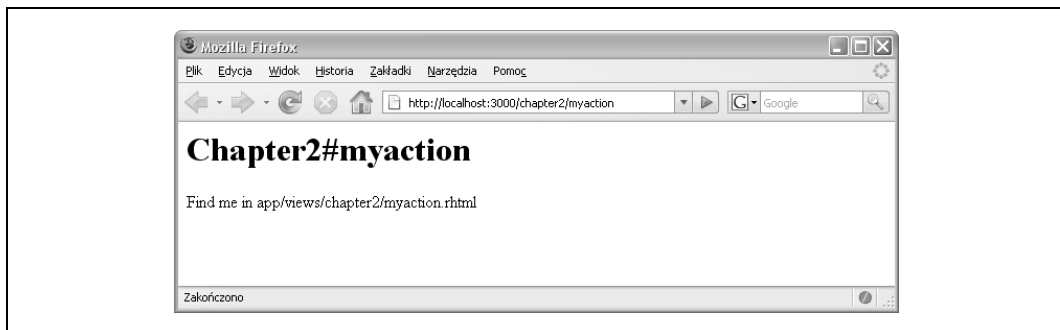 Mozilla Firefox
Plik Edycja Widok Historia Zakładki Narzędzia Pomoc
http://localhost:3000/chapter2/myaction G Google
Chapter2#myaction
Find me in app/views/chapter2/myaction.rhtml
Zakończono